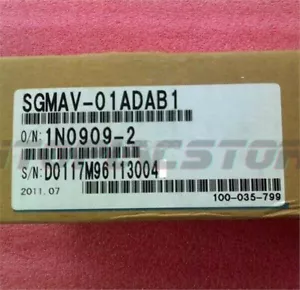 SGMAV-01ADAB1
O/N: 1N0909-2
S/N: D0117M96113004
2011.07
100-035-799